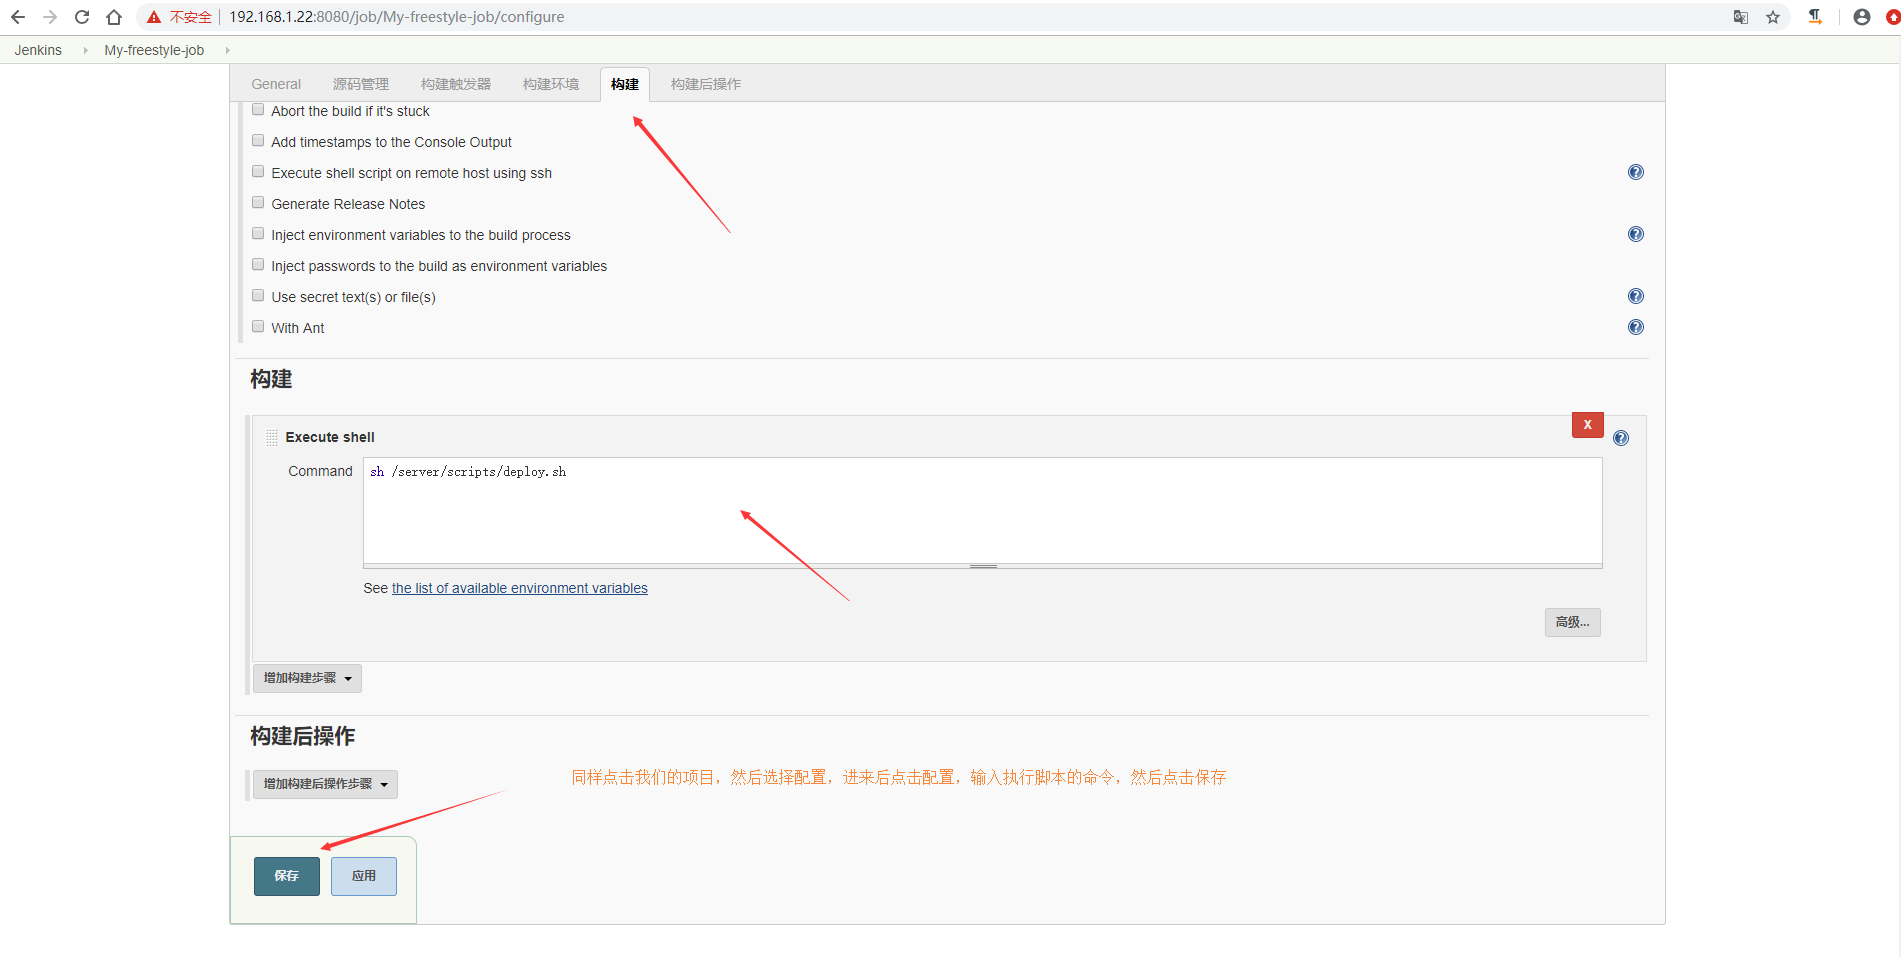 不安全 192.168.1.22:8080/job/My-freestyle-job/configure
Jenkins My-freestyle-job
General 源码管理 构建触发器 构建环境 构建 构建后操作
Abort the build if it's stuck
Add timestamps to the Console Output
Execute shell script on remote host using ssh
Generate Release Notes
Inject environment variables to the build process
Inject passwords to the build as environment variables
Use secret text(s) or file(s)
With Ant
构建
X
Execute shell
Command sh /server/scripts/deploy.sh
See the list of available environment variables
高级...
增加构建步骤
构建后操作
同样点击我们的项目，然后选择配置，进来后点击配置，输入执行脚本的命令，然后点击保存
增加构建后操作步骤
保存 应用